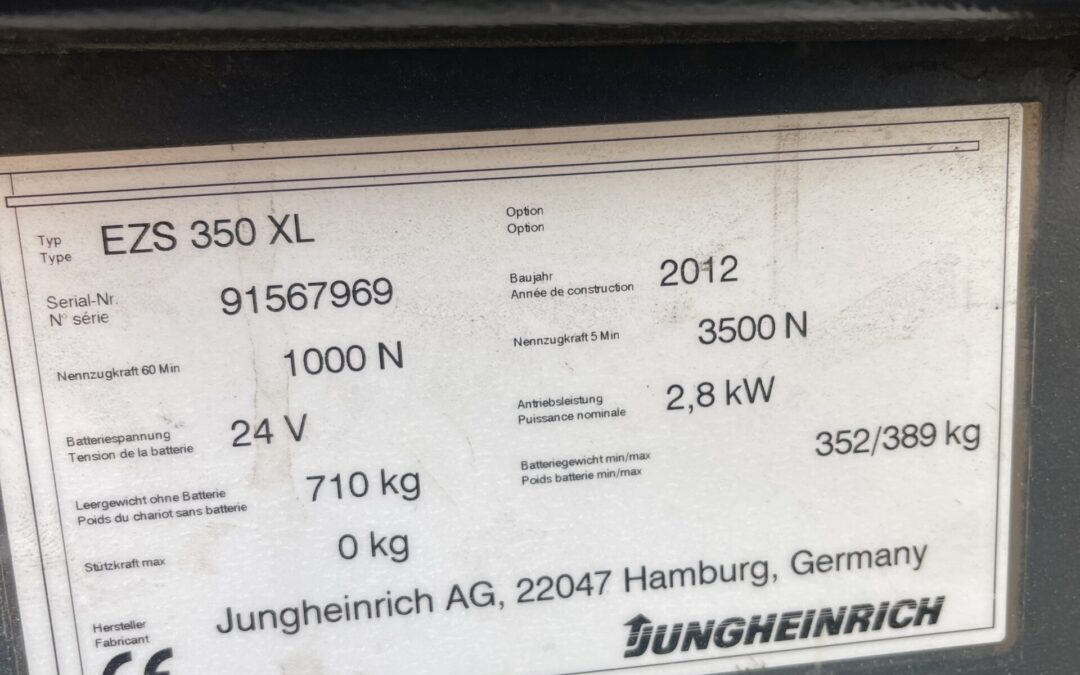 Typ
Type
EZS 350 XL
Option
Option
Serial-Nr.
N° série
91567969
Baujahr
Année de construction
2012
Nennzugkraft 60 Min
1000 N
Nennzugkraft 5 Min
3500 N
Batteriespannung
Tension de la batterie
24 V
Antriebsleistung
Puissance nominale
2,8 kW
Leergewicht ohne Batterie
Poids du chariot sans batterie
710 kg
Batteriegewicht min/max
Poids batterie min/max
352/389 kg
Stützkraft max
0 kg
Hersteller
Fabricant
Jungheinrich AG, 22047 Hamburg, Germany
CE
JUNGHEINRICH